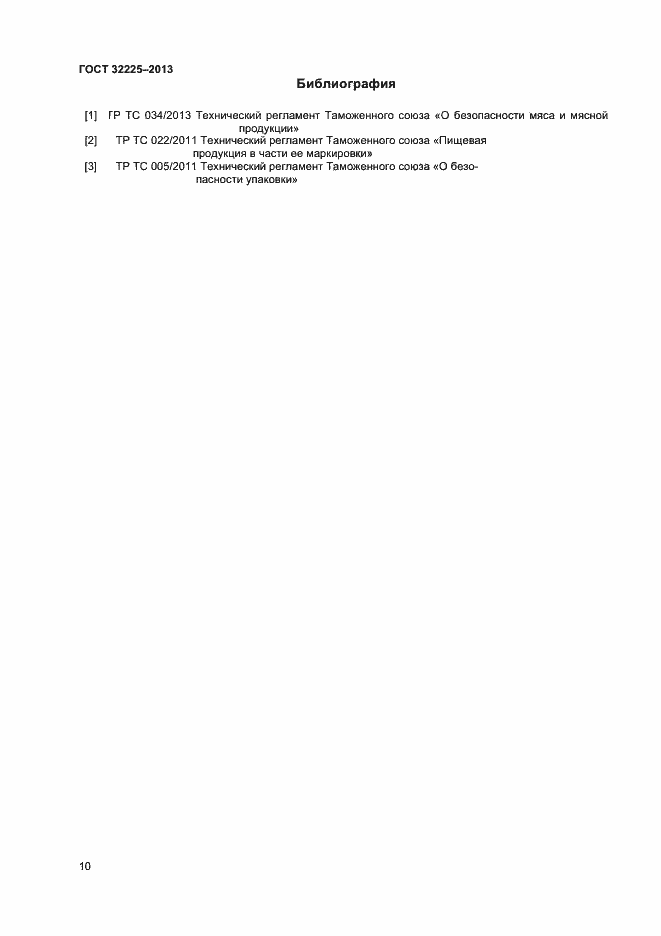 ГОСТ 32225–2013
Библиография
[1] ТР ТС 034/2013 Технический регламент Таможенного союза «О безопасности мяса и мясной
продукции»
[2] ТР ТС 022/2011 Технический регламент Таможенного союза «Пищевая
продукция в части ее маркировки»
[3] ТР ТС 005/2011 Технический регламент Таможенного союза «О безо-
пасности упаковки»
10